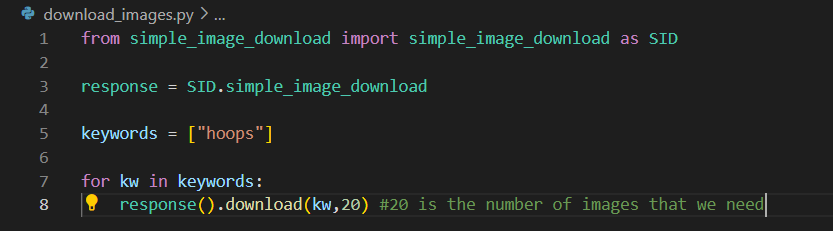 download_images.py > ...
1 from simple_image_download import simple_image_download as SID
2
3 response = SID.simple_image_download
4
5 keywords = ["hoops"]
6
7 for kw in keywords:
8     response().download(kw,20) #20 is the number of images that we need